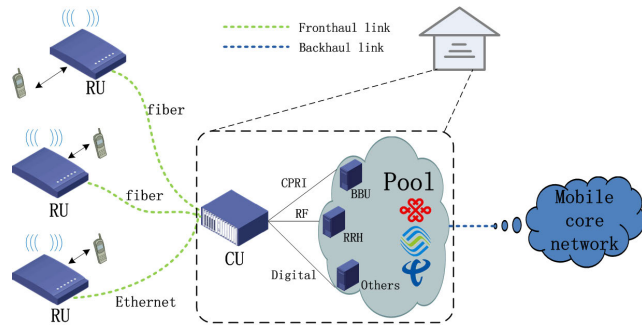 Fronthaul link
Backhaul link
RU
fiber
RU
fiber
RU
Ethernet
CU
CPRI
RF
Digital
Pool
BBU
RRH
Others
Mobile
core
network